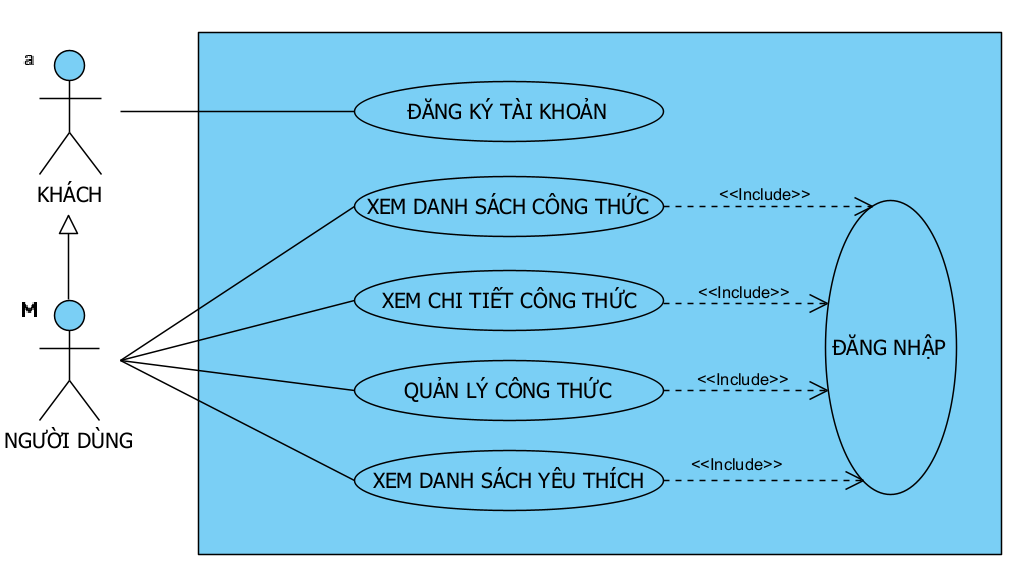 a
ĐĂNG KÝ TÀI KHOẢN
KHÁCH
XEM DANH SÁCH CÔNG THỨC
<<Include>>
XEM CHI TIẾT CÔNG THỨC
<<Include>>
M
ĐĂNG NHẬP
QUẢN LÝ CÔNG THỨC
<<Include>>
NGƯỜI DÙNG
XEM DANH SÁCH YÊU THÍCH
<<Include>>